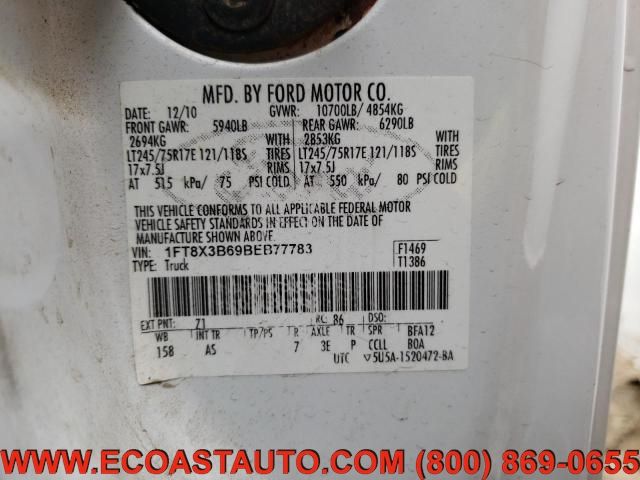 MFD. BY FORD MOTOR CO.
DATE: 12/10 GVWR: 10700LB/ 4854KG
FRONT GAWR: 5940LB REAR GAWR: 6290LB
2694KG WITH 2853KG WITH
LT245/75R17E 121/118S TIRES LT245/75R17E 121/118S TIRES
17x7.5J RIMS 17x7.5J RIMS
AT 515 kPa/ 75 PSI COLD AT 550 kPa/ 80 PSI COLD
THIS VEHICLE CONFORMS TO ALL APPLICABLE FEDERAL MOTOR
VEHICLE SAFETY STANDARDS IN EFFECT ON THE DATE OF
MANUFACTURE SHOWN ABOVE.
VIN: 1FT8X3B69BEB77783 F1469
TYPE: Truck T1386
EXT PNT: Z1 RC: 86 DSO:
WB INT TR TP/PS R AXLE TR SPR BFA12
158 AS 7 3E P CCLL BOA
UTC ▽5U5A-1520472-BA
WWW.ECOASTAUTO.COM (800) 869-0655